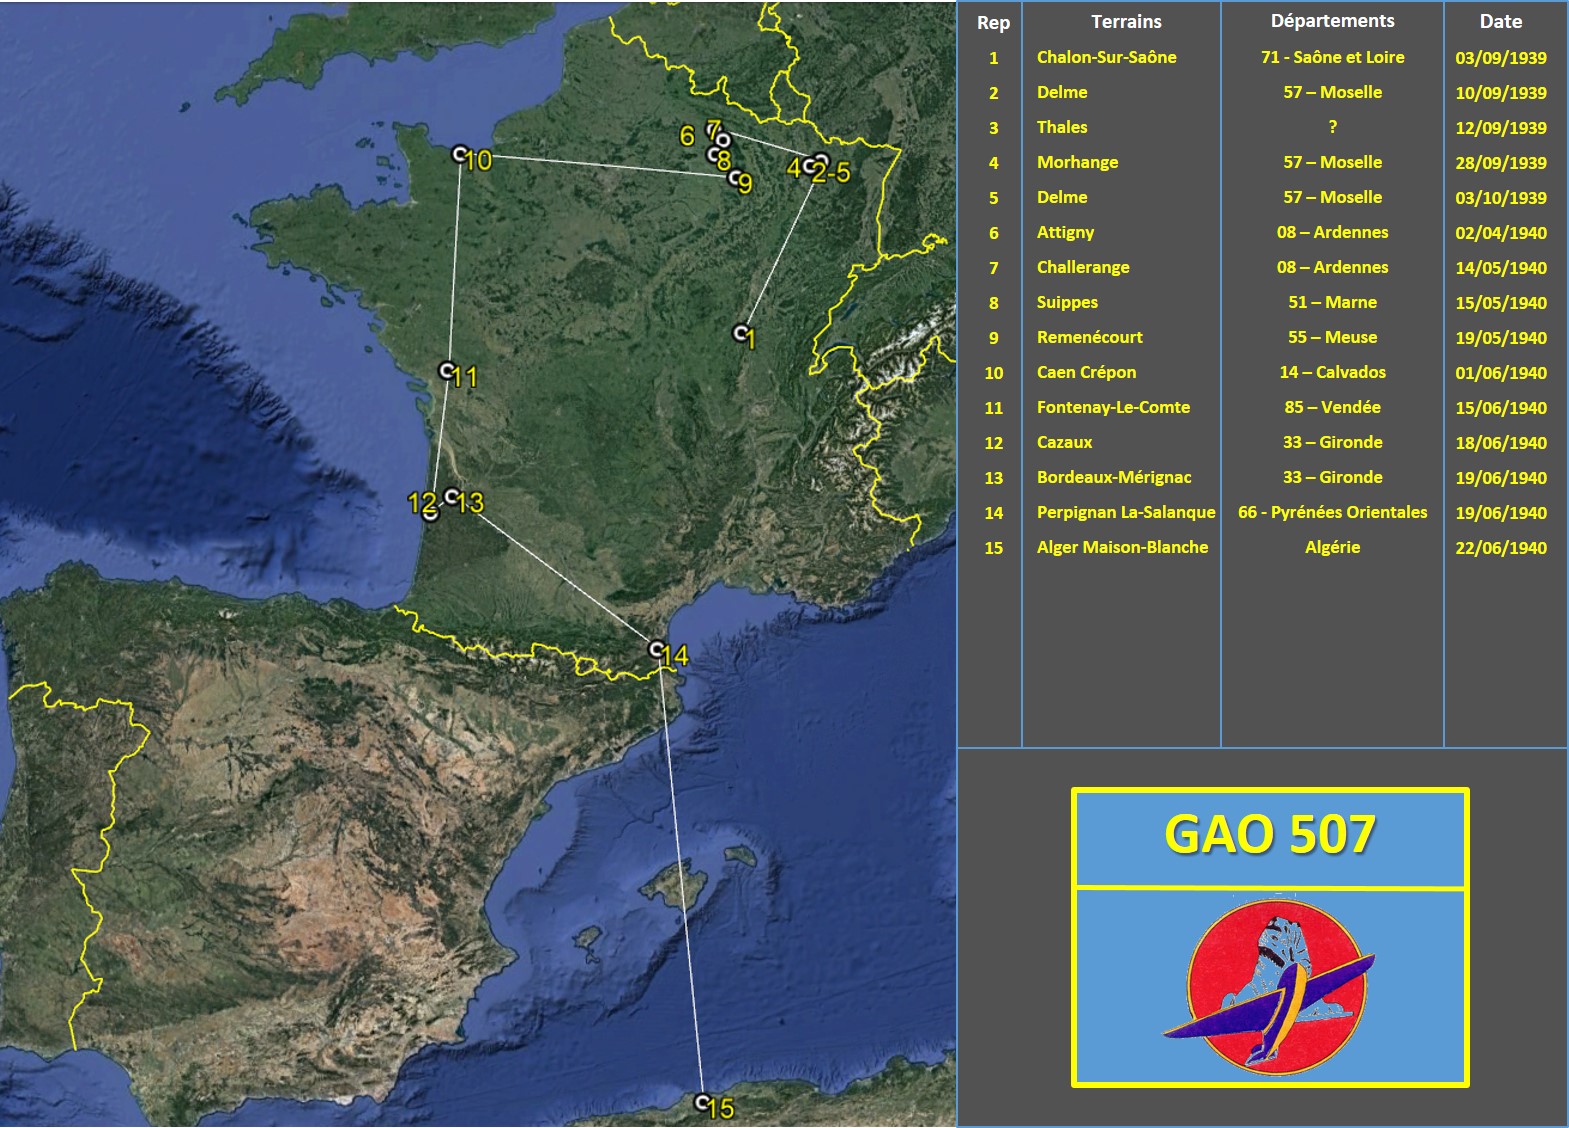 Rep Terrains Départements Date
1 Chalon-Sur-Saône 71 - Saône et Loire 03/09/1939
2 Delme 57 – Moselle 10/09/1939
3 Thales ? 12/09/1939
4 Morhange 57 – Moselle 28/09/1939
5 Delme 57 – Moselle 03/10/1939
6 Attigny 08 – Ardennes 02/04/1940
7 Challerange 08 – Ardennes 14/05/1940
8 Suippes 51 – Marne 15/05/1940
9 Remenécourt 55 – Meuse 19/05/1940
10 Caen Crépon 14 – Calvados 01/06/1940
11 Fontenay-Le-Comte 85 – Vendée 15/06/1940
12 Cazaux 33 – Gironde 18/06/1940
13 Bordeaux-Mérignac 33 – Gironde 19/06/1940
14 Perpignan La-Salanque 66 - Pyrénées Orientales 19/06/1940
15 Alger Maison-Blanche Algérie 22/06/1940
6 7
8
4 2-5
9
10
1
11
12 13
14
15
GAO 507